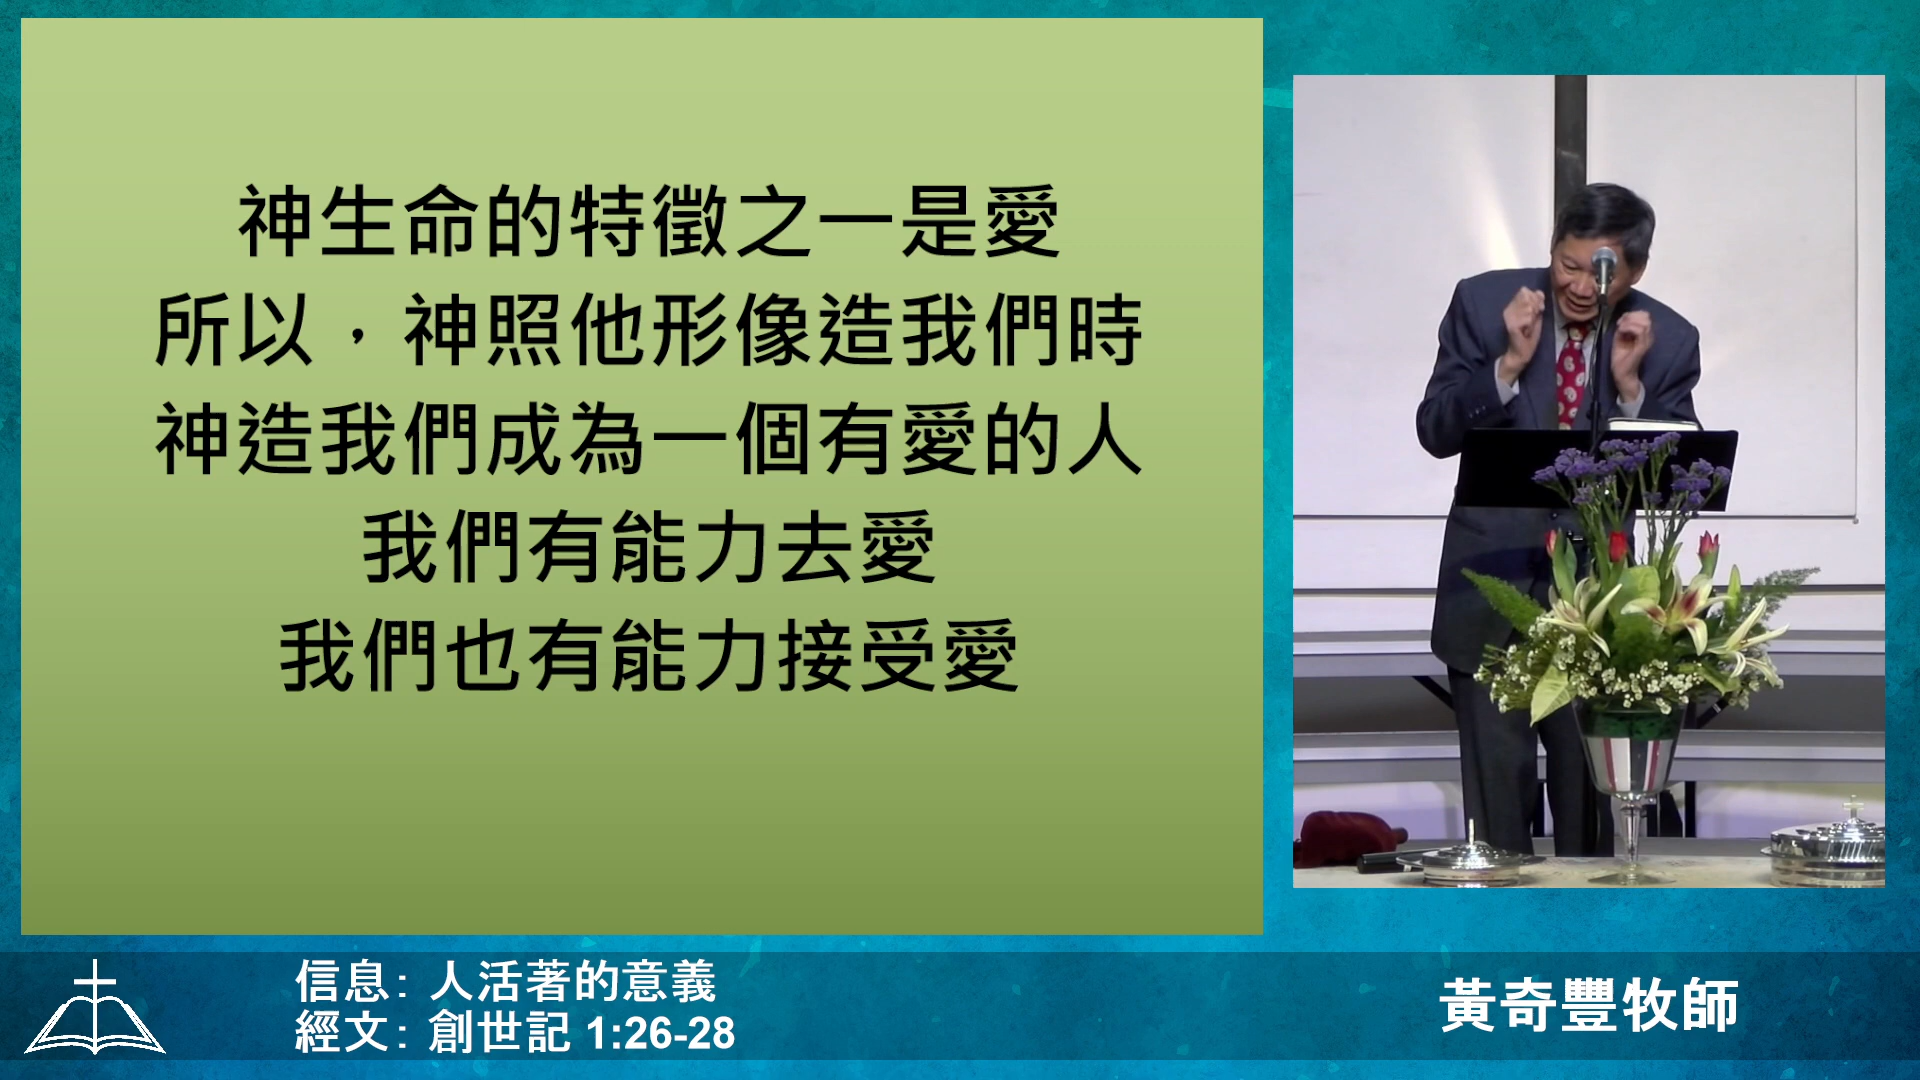 神生命的特徵之一是愛
所以，神照他形像造我們時
神造我們成為一個有愛的人
我們有能力去愛
我們也有能力接受愛
信息: 人活著的意義
經文: 創世記 1:26-28
黃奇豐牧師